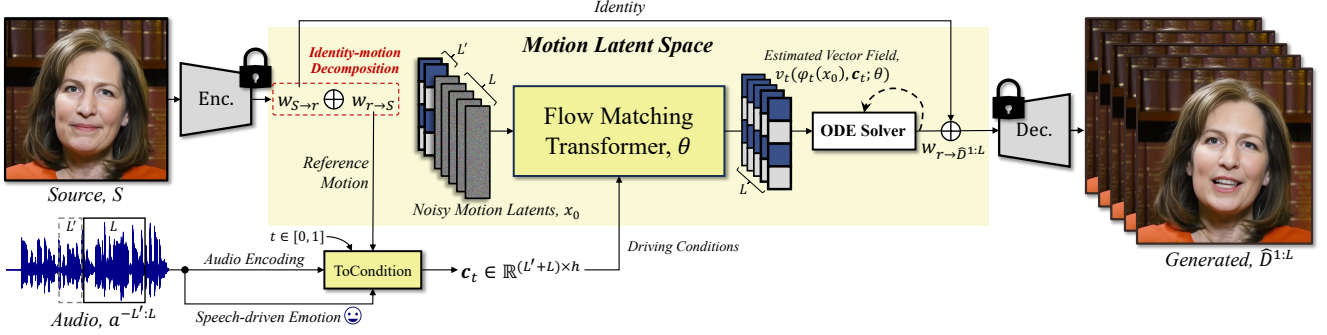 Identity
Motion Latent Space
Identity-motion
Decomposition
L'
L
Estimated Vector Field,
v_t(φ_t(x_0), c_t; θ)
Enc.
w_{S→r} ⊕ w_{r→S}
Flow Matching
Transformer, θ
ODE Solver
w_{r→D̂^{1:L}}
Dec.
L'
Reference
Motion
Noisy Motion Latents, x_0
Source, S
Generated, D̂^{1:L}
L'
L
t ∈ [0, 1]
Driving Conditions
Audio Encoding
ToCondition
c_t ∈ ℝ^{(L'+L)×h}
Speech-driven Emotion
Audio, a^{-L':L}